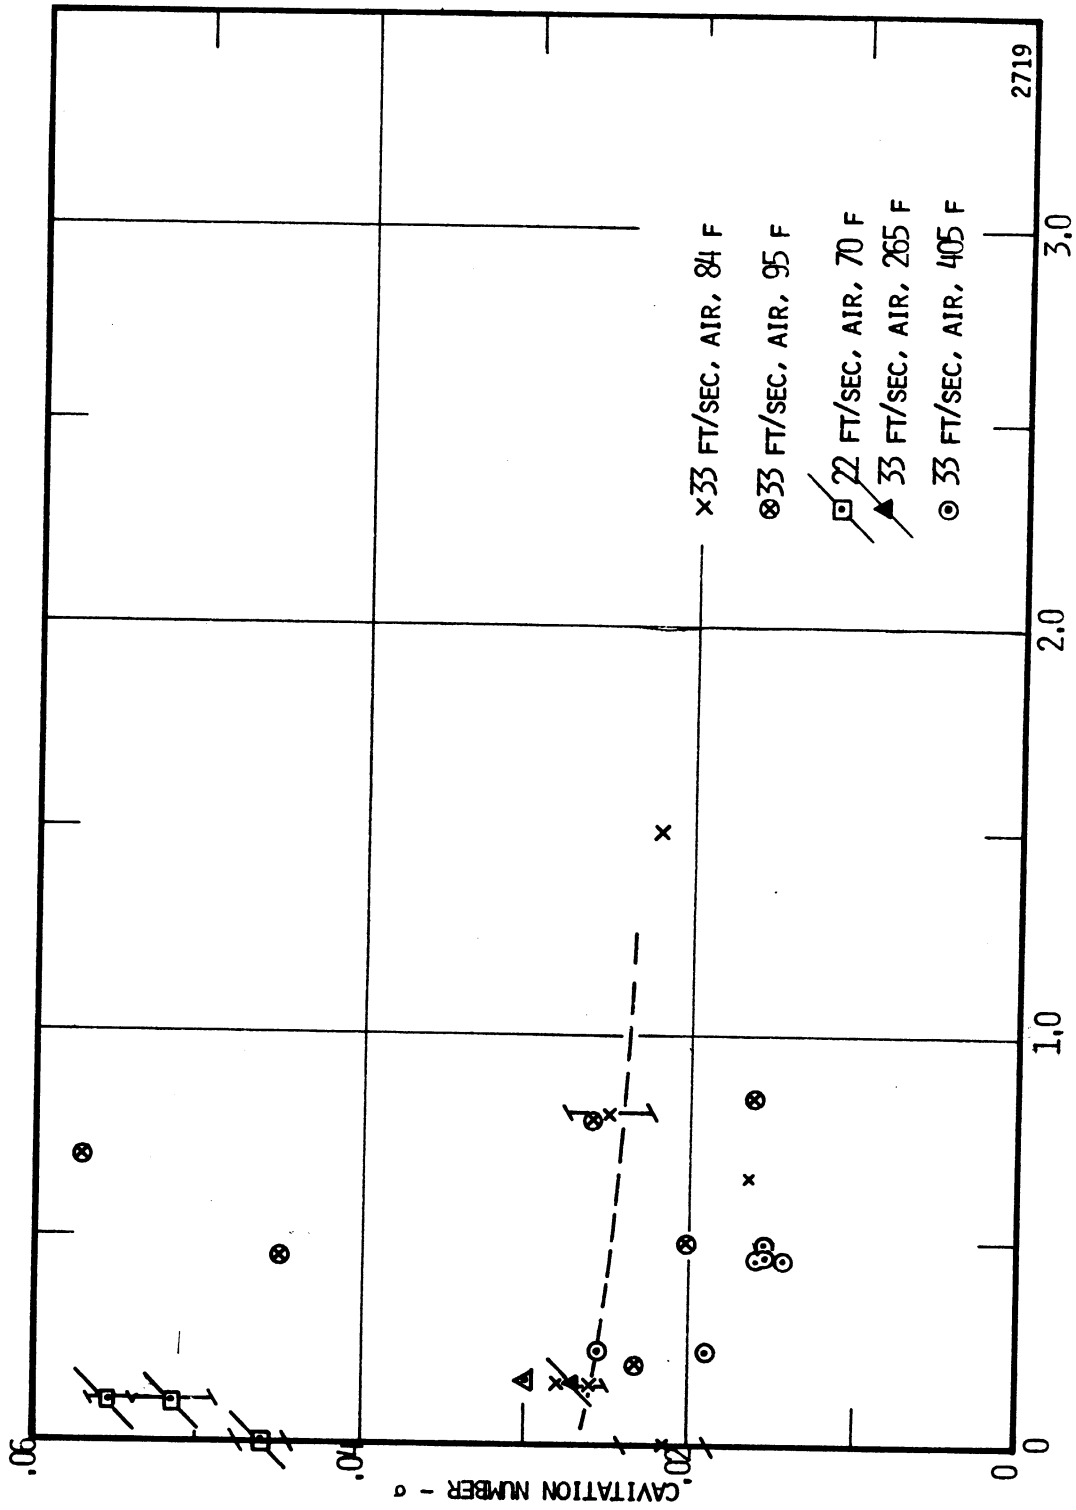 2719
×33 FT/SEC, AIR, 84 F
⊗33 FT/SEC, AIR, 95 F
22 FT/SEC, AIR, 70 F
33 FT/SEC, AIR, 265 F
33 FT/SEC, AIR, 405 F
.06
.04
.02
0
CAVITATION NUMBER - σ
0
1.0
2.0
3.0